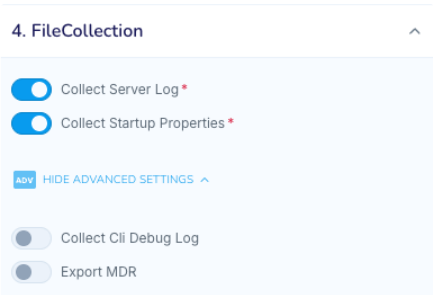 4. FileCollection
Collect Server Log*
Collect Startup Properties*
ADV HIDE ADVANCED SETTINGS
Collect Cli Debug Log
Export MDR